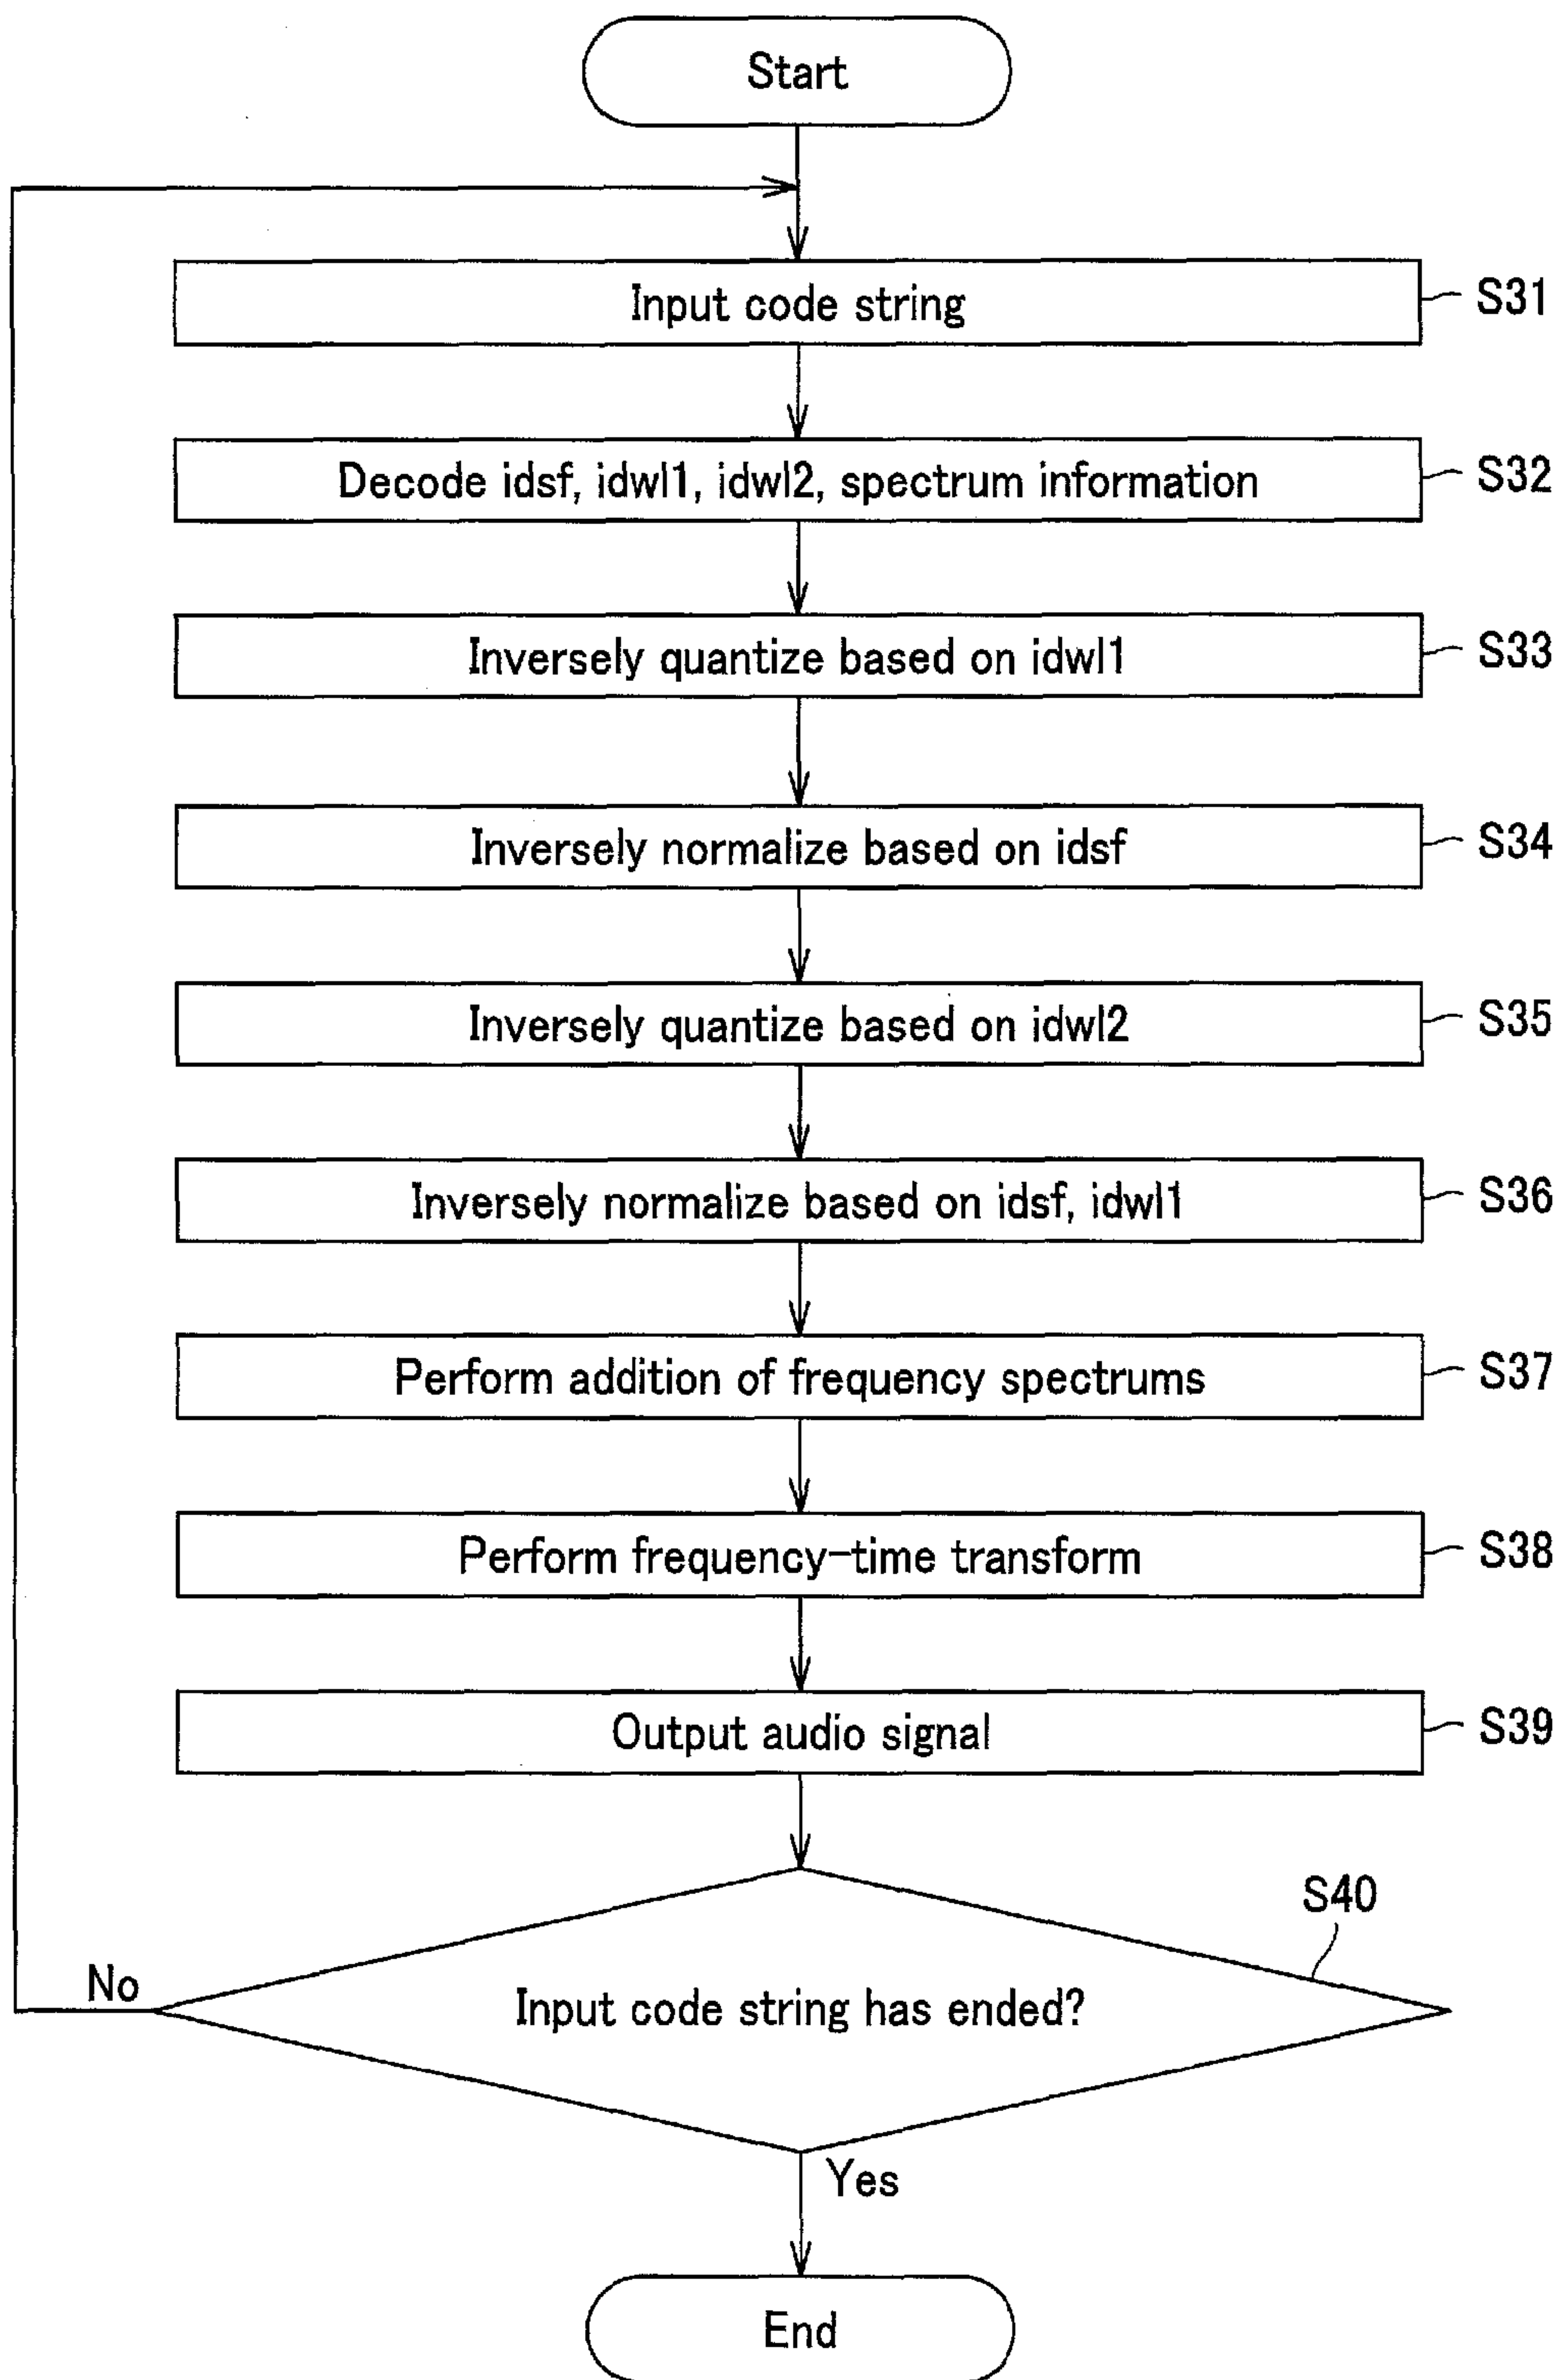 Start
Input code string
S31
Decode idsf, idwl1, idwl2, spectrum information
S32
Inversely quantize based on idwl1
S33
Inversely normalize based on idsf
S34
Inversely quantize based on idwl2
S35
Inversely normalize based on idsf, idwl1
S36
Perform addition of frequency spectrums
S37
Perform frequency-time transform
S38
Output audio signal
S39
S40
No
Input code string has ended?
Yes
End